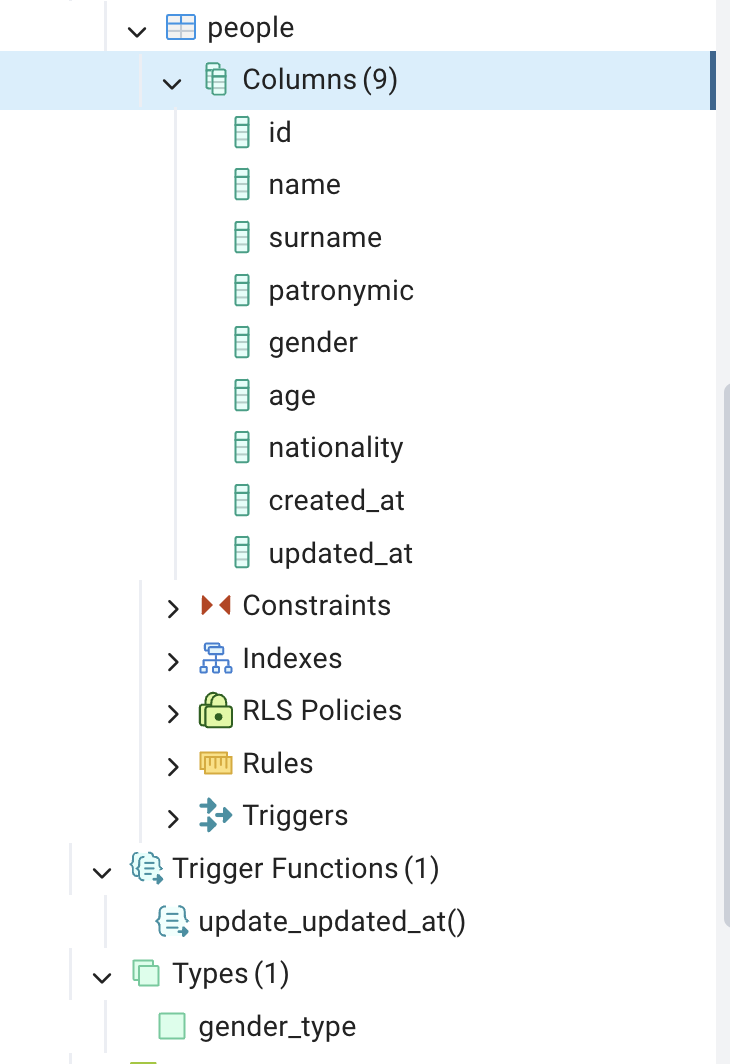 people
Columns (9)
id
name
surname
patronymic
gender
age
nationality
created_at
updated_at
Constraints
Indexes
RLS Policies
Rules
Triggers
Trigger Functions (1)
update_updated_at()
Types (1)
gender_type